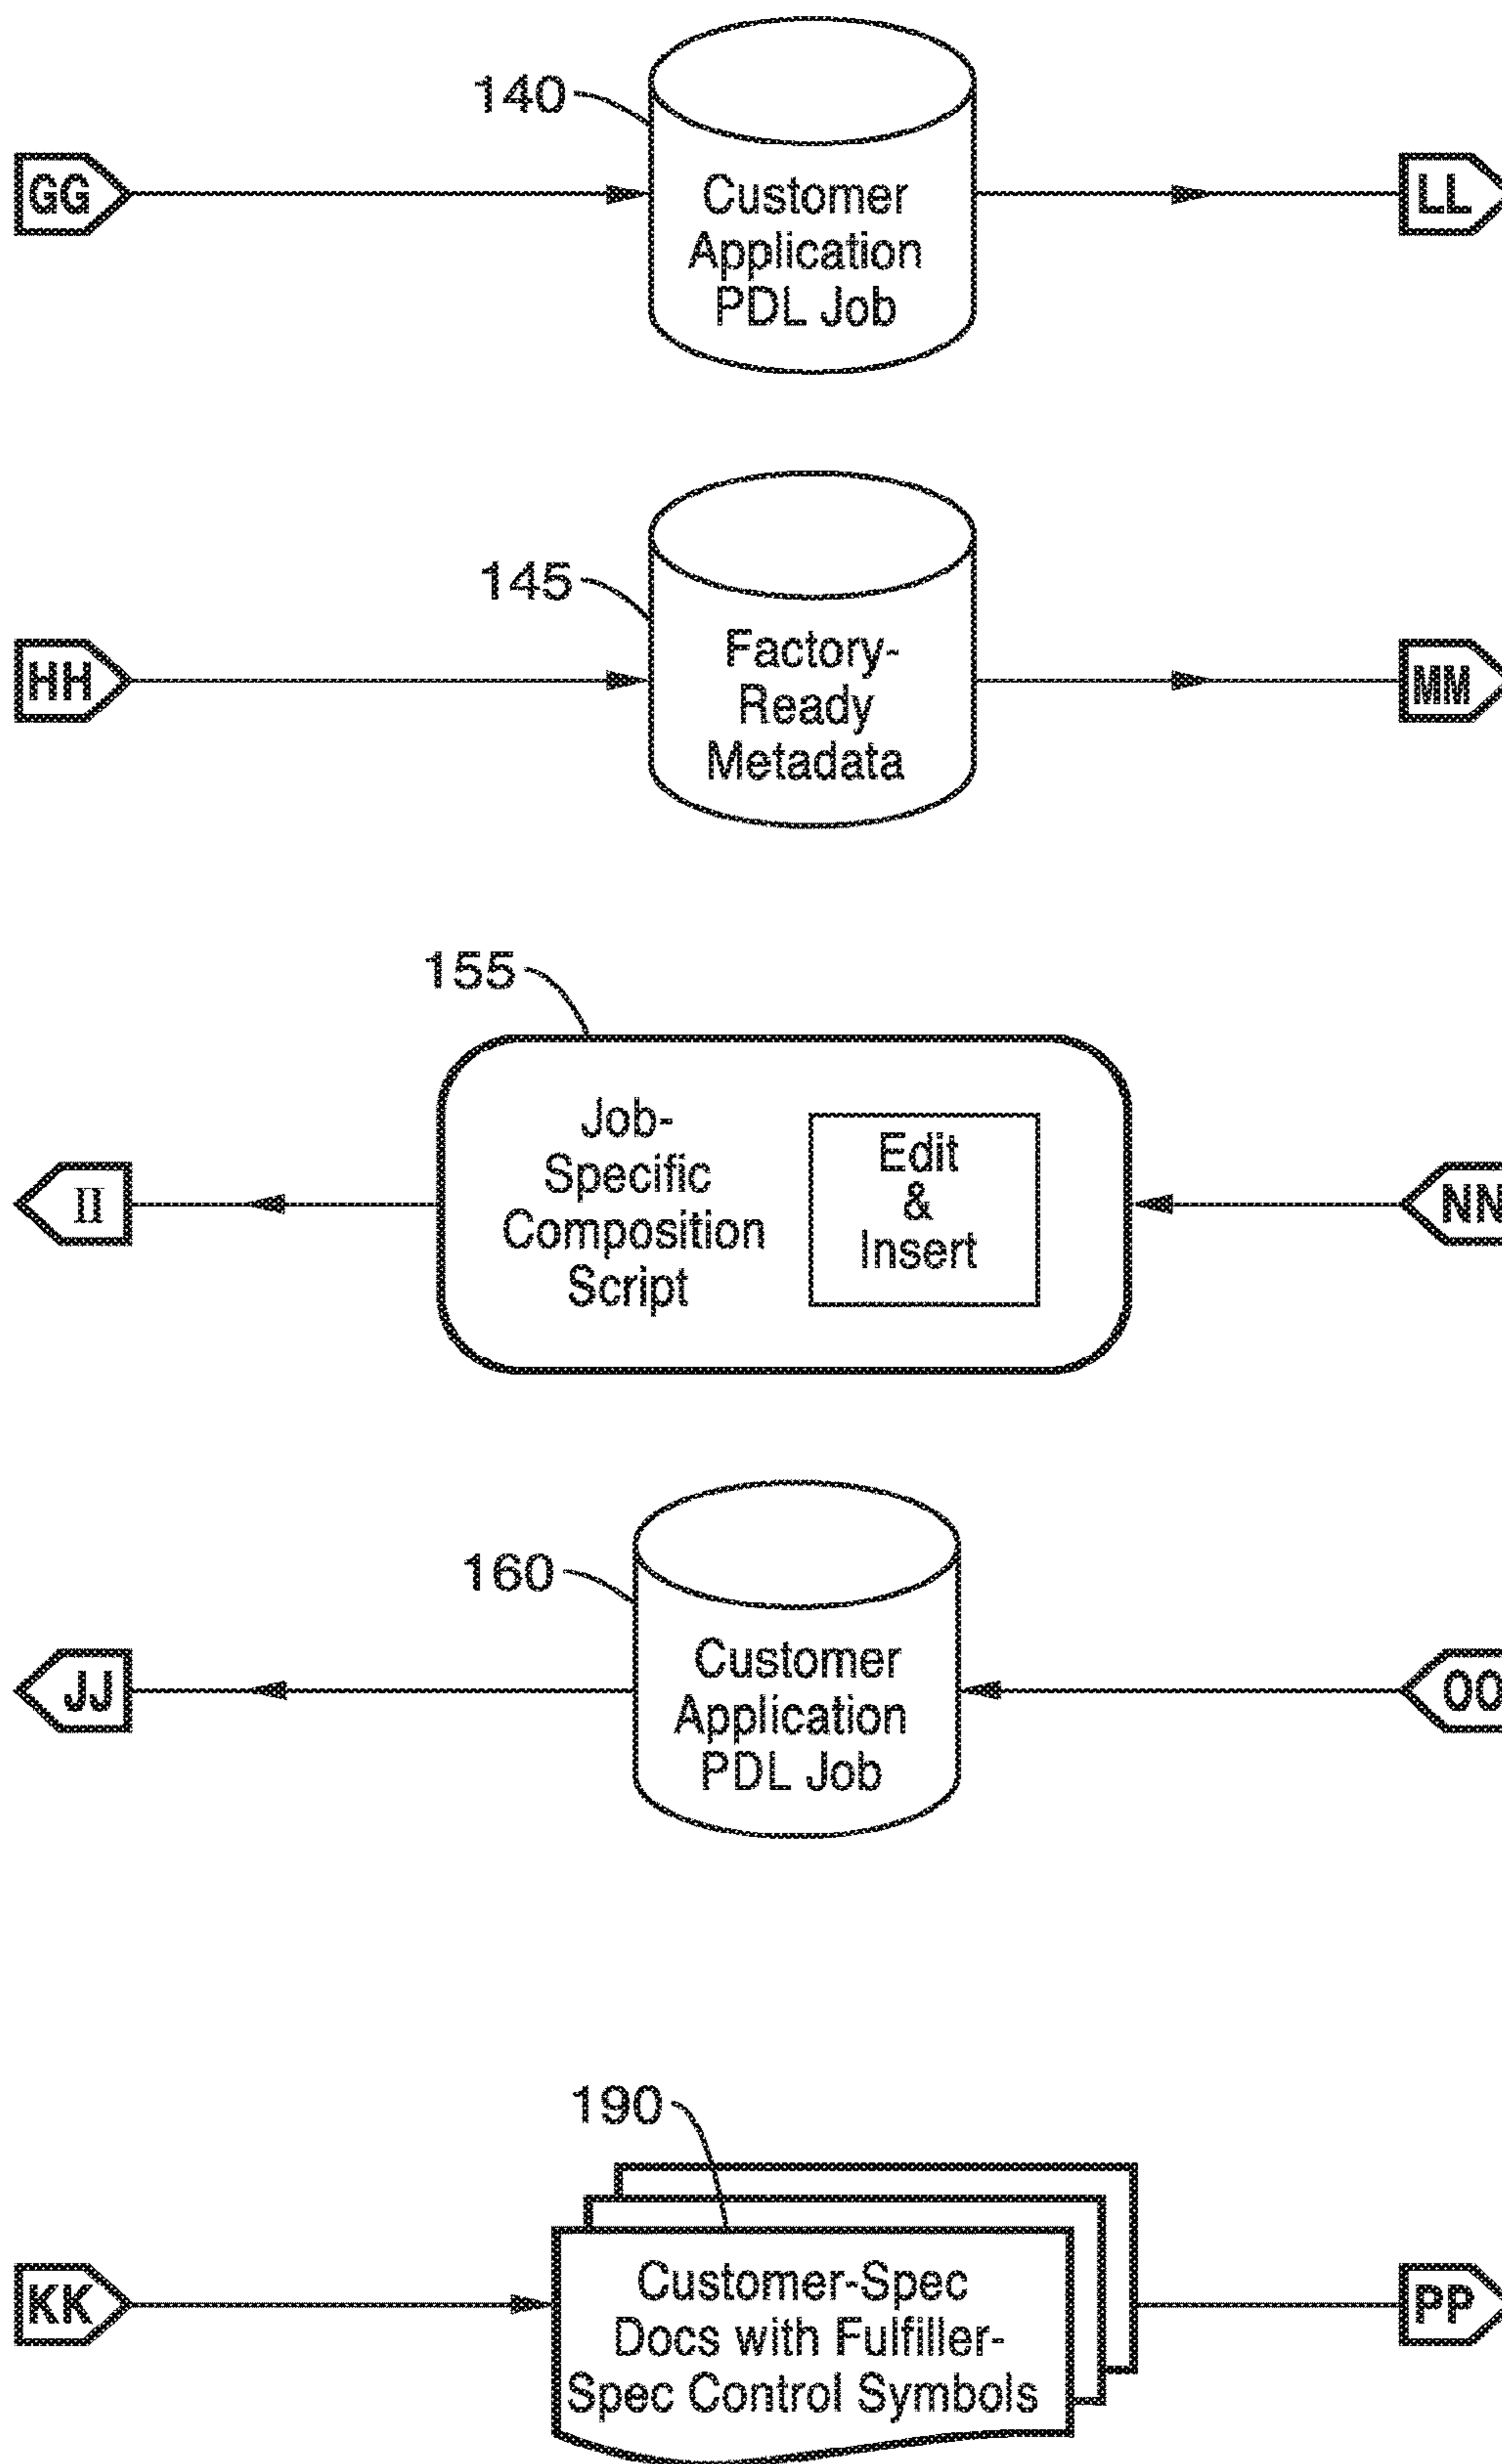 140
GG
Customer
Application
PDL Job
LL
145
HH
Factory-
Ready
Metadata
MM
155
II
Job-
Specific
Composition
Script
Edit
&
Insert
NN
160
JJ
Customer
Application
PDL Job
OO
190
KK
Customer-Spec
Docs with Fulfiller-
Spec Control Symbols
PP